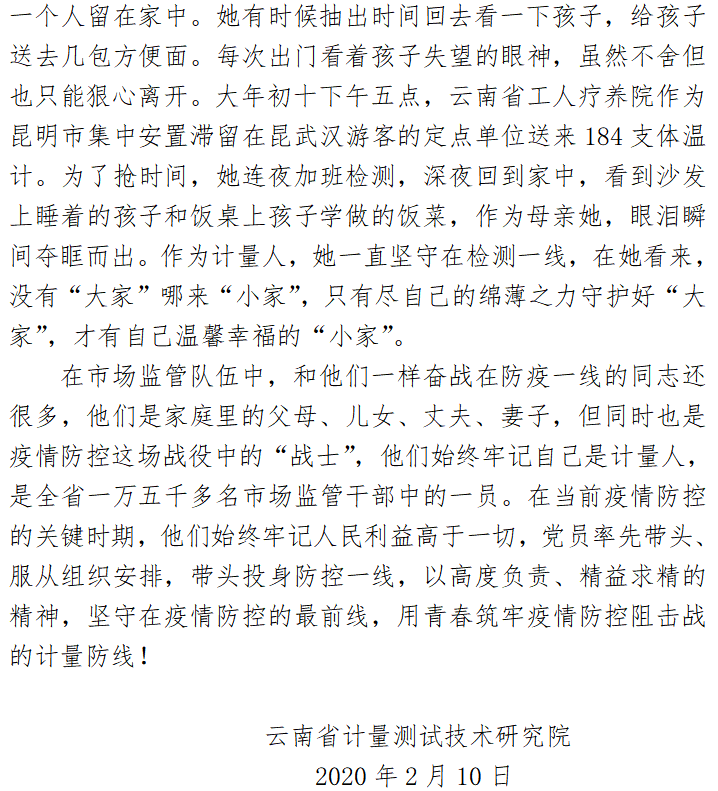 一个人留在家中。她有时候抽出时间回去看一下孩子，给孩子
送去几包方便面。每次出门看着孩子失望的眼神，虽然不舍但
也只能狠心离开。大年初十下午五点，云南省工人疗养院作为
昆明市集中安置滞留在昆武汉游客的定点单位送来 184 支体温
计。为了抢时间，她连夜加班检测，深夜回到家中，看到沙发
上睡着的孩子和饭桌上孩子学做的饭菜，作为母亲她，眼泪瞬
间夺眶而出。作为计量人，她一直坚守在检测一线，在她看来，
没有“大家”哪来“小家”，只有尽自己的绵薄之力守护好“大
家”，才有自己温馨幸福的“小家”。
在市场监管队伍中，和他们一样奋战在防疫一线的同志还
很多，他们是家庭里的父母、儿女、丈夫、妻子，但同时也是
疫情防控这场战役中的“战士”，他们始终牢记自己是计量人，
是全省一万五千多名市场监管干部中的一员。在当前疫情防控
的关键时期，他们始终牢记人民利益高于一切，党员率先带头、
服从组织安排，带头投身防控一线，以高度负责、精益求精的
精神，坚守在疫情防控的最前线，用青春筑牢疫情防控阻击战
的计量防线！
云南省计量测试技术研究院
2020 年 2 月 10 日